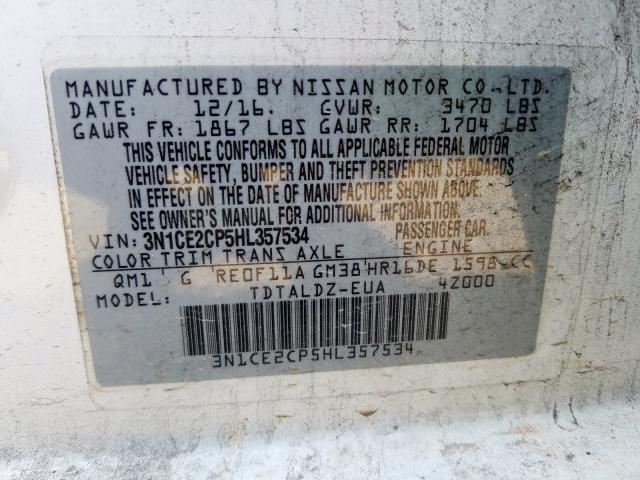 MANUFACTURED BY NISSAN MOTOR CO.,LTD.
DATE: 12/16. GVWR: 3470 LBS
GAWR FR: 1867 LBS GAWR RR: 1704 LBS
THIS VEHICLE CONFORMS TO ALL APPLICABLE FEDERAL MOTOR
VEHICLE SAFETY, BUMPER AND THEFT PREVENTION STANDARDS
IN EFFECT ON THE DATE OF MANUFACTURE SHOWN ABOVE.
SEE OWNER'S MANUAL FOR ADDITIONAL INFORMATION.
VIN: 3N1CE2CP5HL357534 PASSENGER CAR.
COLOR TRIM TRANS AXLE ENGINE
QM1 G RE0F11A GM38 HR16DE 1598 CC
MODEL: TDTALDZ-EUA 4Z000
3N1CE2CP5HL357534